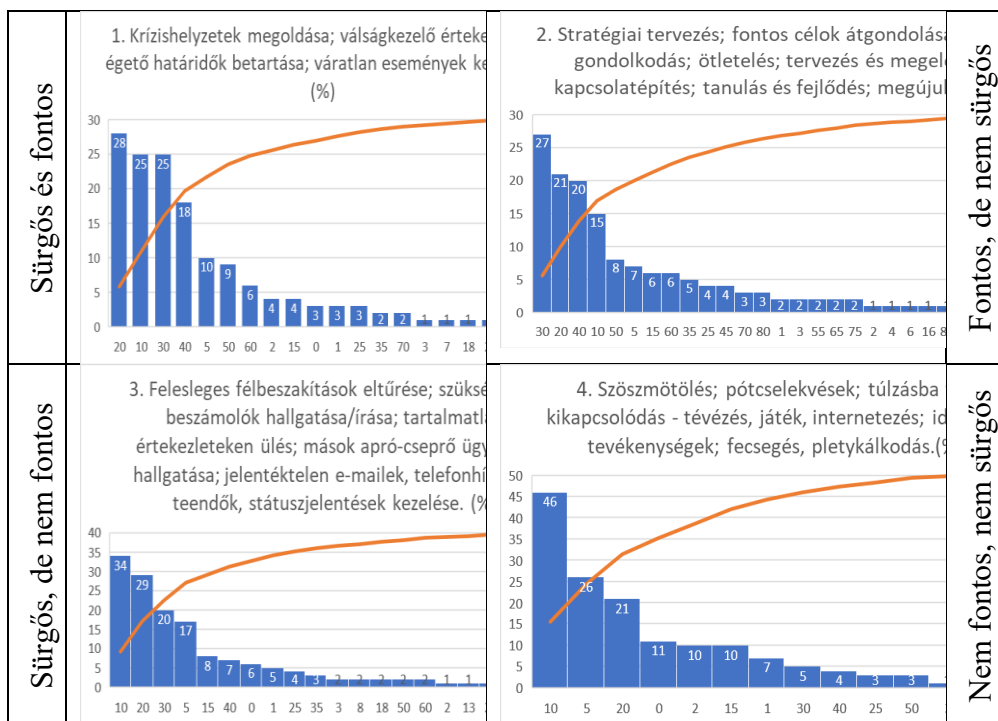 Sürgős és fontos
1. Krízishelyzetek megoldása; válságkezelő
égető határidők betartása; váratlan események
(%)
30
25
20
15
10
5
0
28 25 25 18 10 9 6 4 4 3 3 3 2 2 1 1 1
20 10 30 40 5 50 60 2 15 0 1 25 35 70 3 7 18
2. Stratégiai tervezés; fontos célok
gondolkodás; ötletelés; tervezés és
kapcsolatépítés; tanulás és fejlődés;
30
25
20
15
10
5
0
27 21 20 15 8 7 6 6 5 4 4 3 3 2 2 2 2 2 1 1 1 1
30 20 40 10 50 5 15 60 35 25 45 70 80 1 3 55 65 75 2 4 6 16
Fontos, de nem sürgős
Sürgős, de nem fontos
3. Felesleges félbeszakítások eltűrése;
beszámolók hallgatása/írása;
értekezleteken ülés; mások apró-cseprő
hallgatása; jelentéktelen e-mailek,
teendők, státuszjelentések kezelése. (%
40
35
30
25
20
15
10
5
0
34 29 20 17 8 7 6 5 4 3 2 2 2 2 2 1 1
10 20 30 5 15 40 0 1 25 35 3 8 18 50 60 2 13
4. Szöszmötölés; pótcselekvések; túlzásba
kikapcsolódás - tévézés, játék, internetezés;
tevékenységek; fecsegés, pletykálkodás.(%
50
45
40
35
30
25
20
15
10
5
0
46 26 21 11 10 10 7 5 4 3 3 1
10 5 20 0 2 15 1 30 40 25 50
Nem fontos, nem sürgős